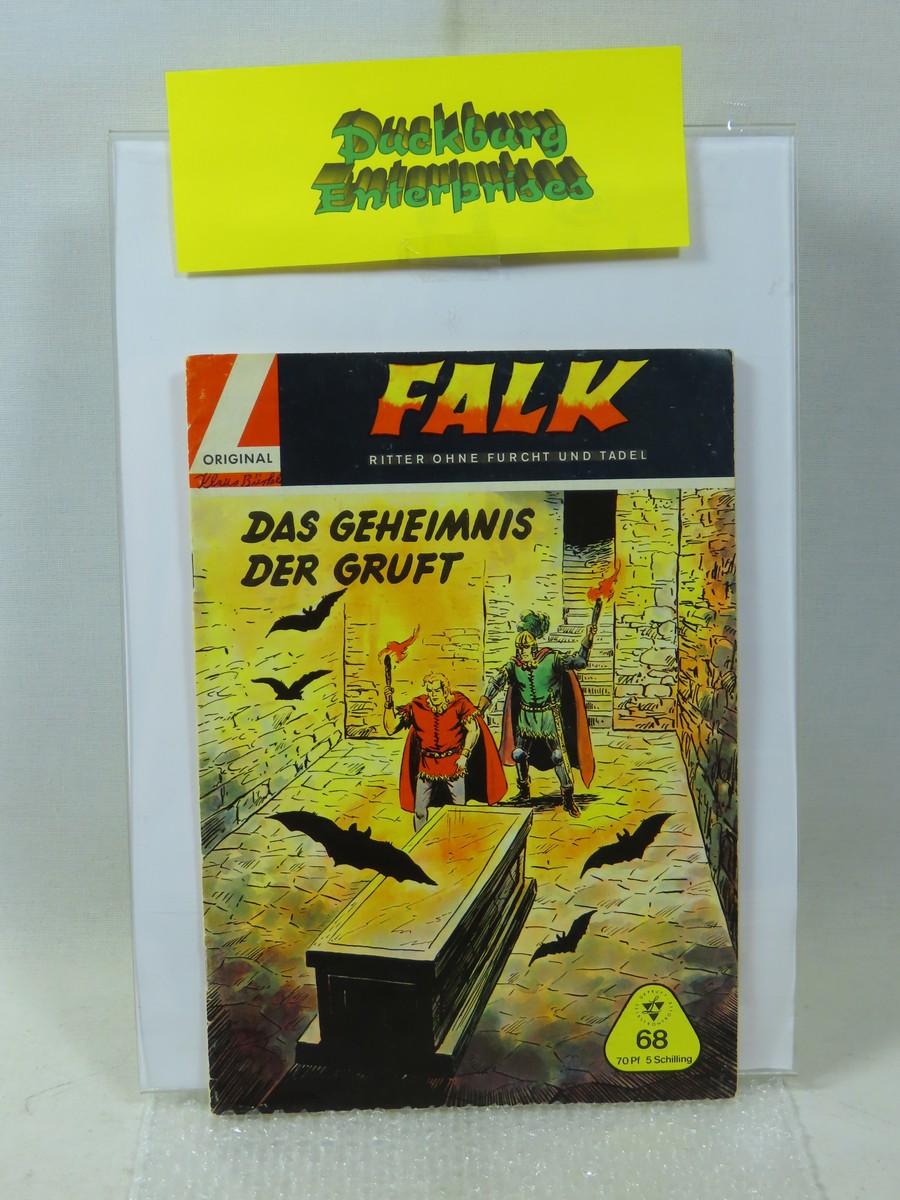 Duckburg
Enterprises
FALK
ORIGINAL
RITTER OHNE FURCHT UND TADEL
DAS GEHEIMNIS
DER GRUFT
68
70 Pf 5 Schilling